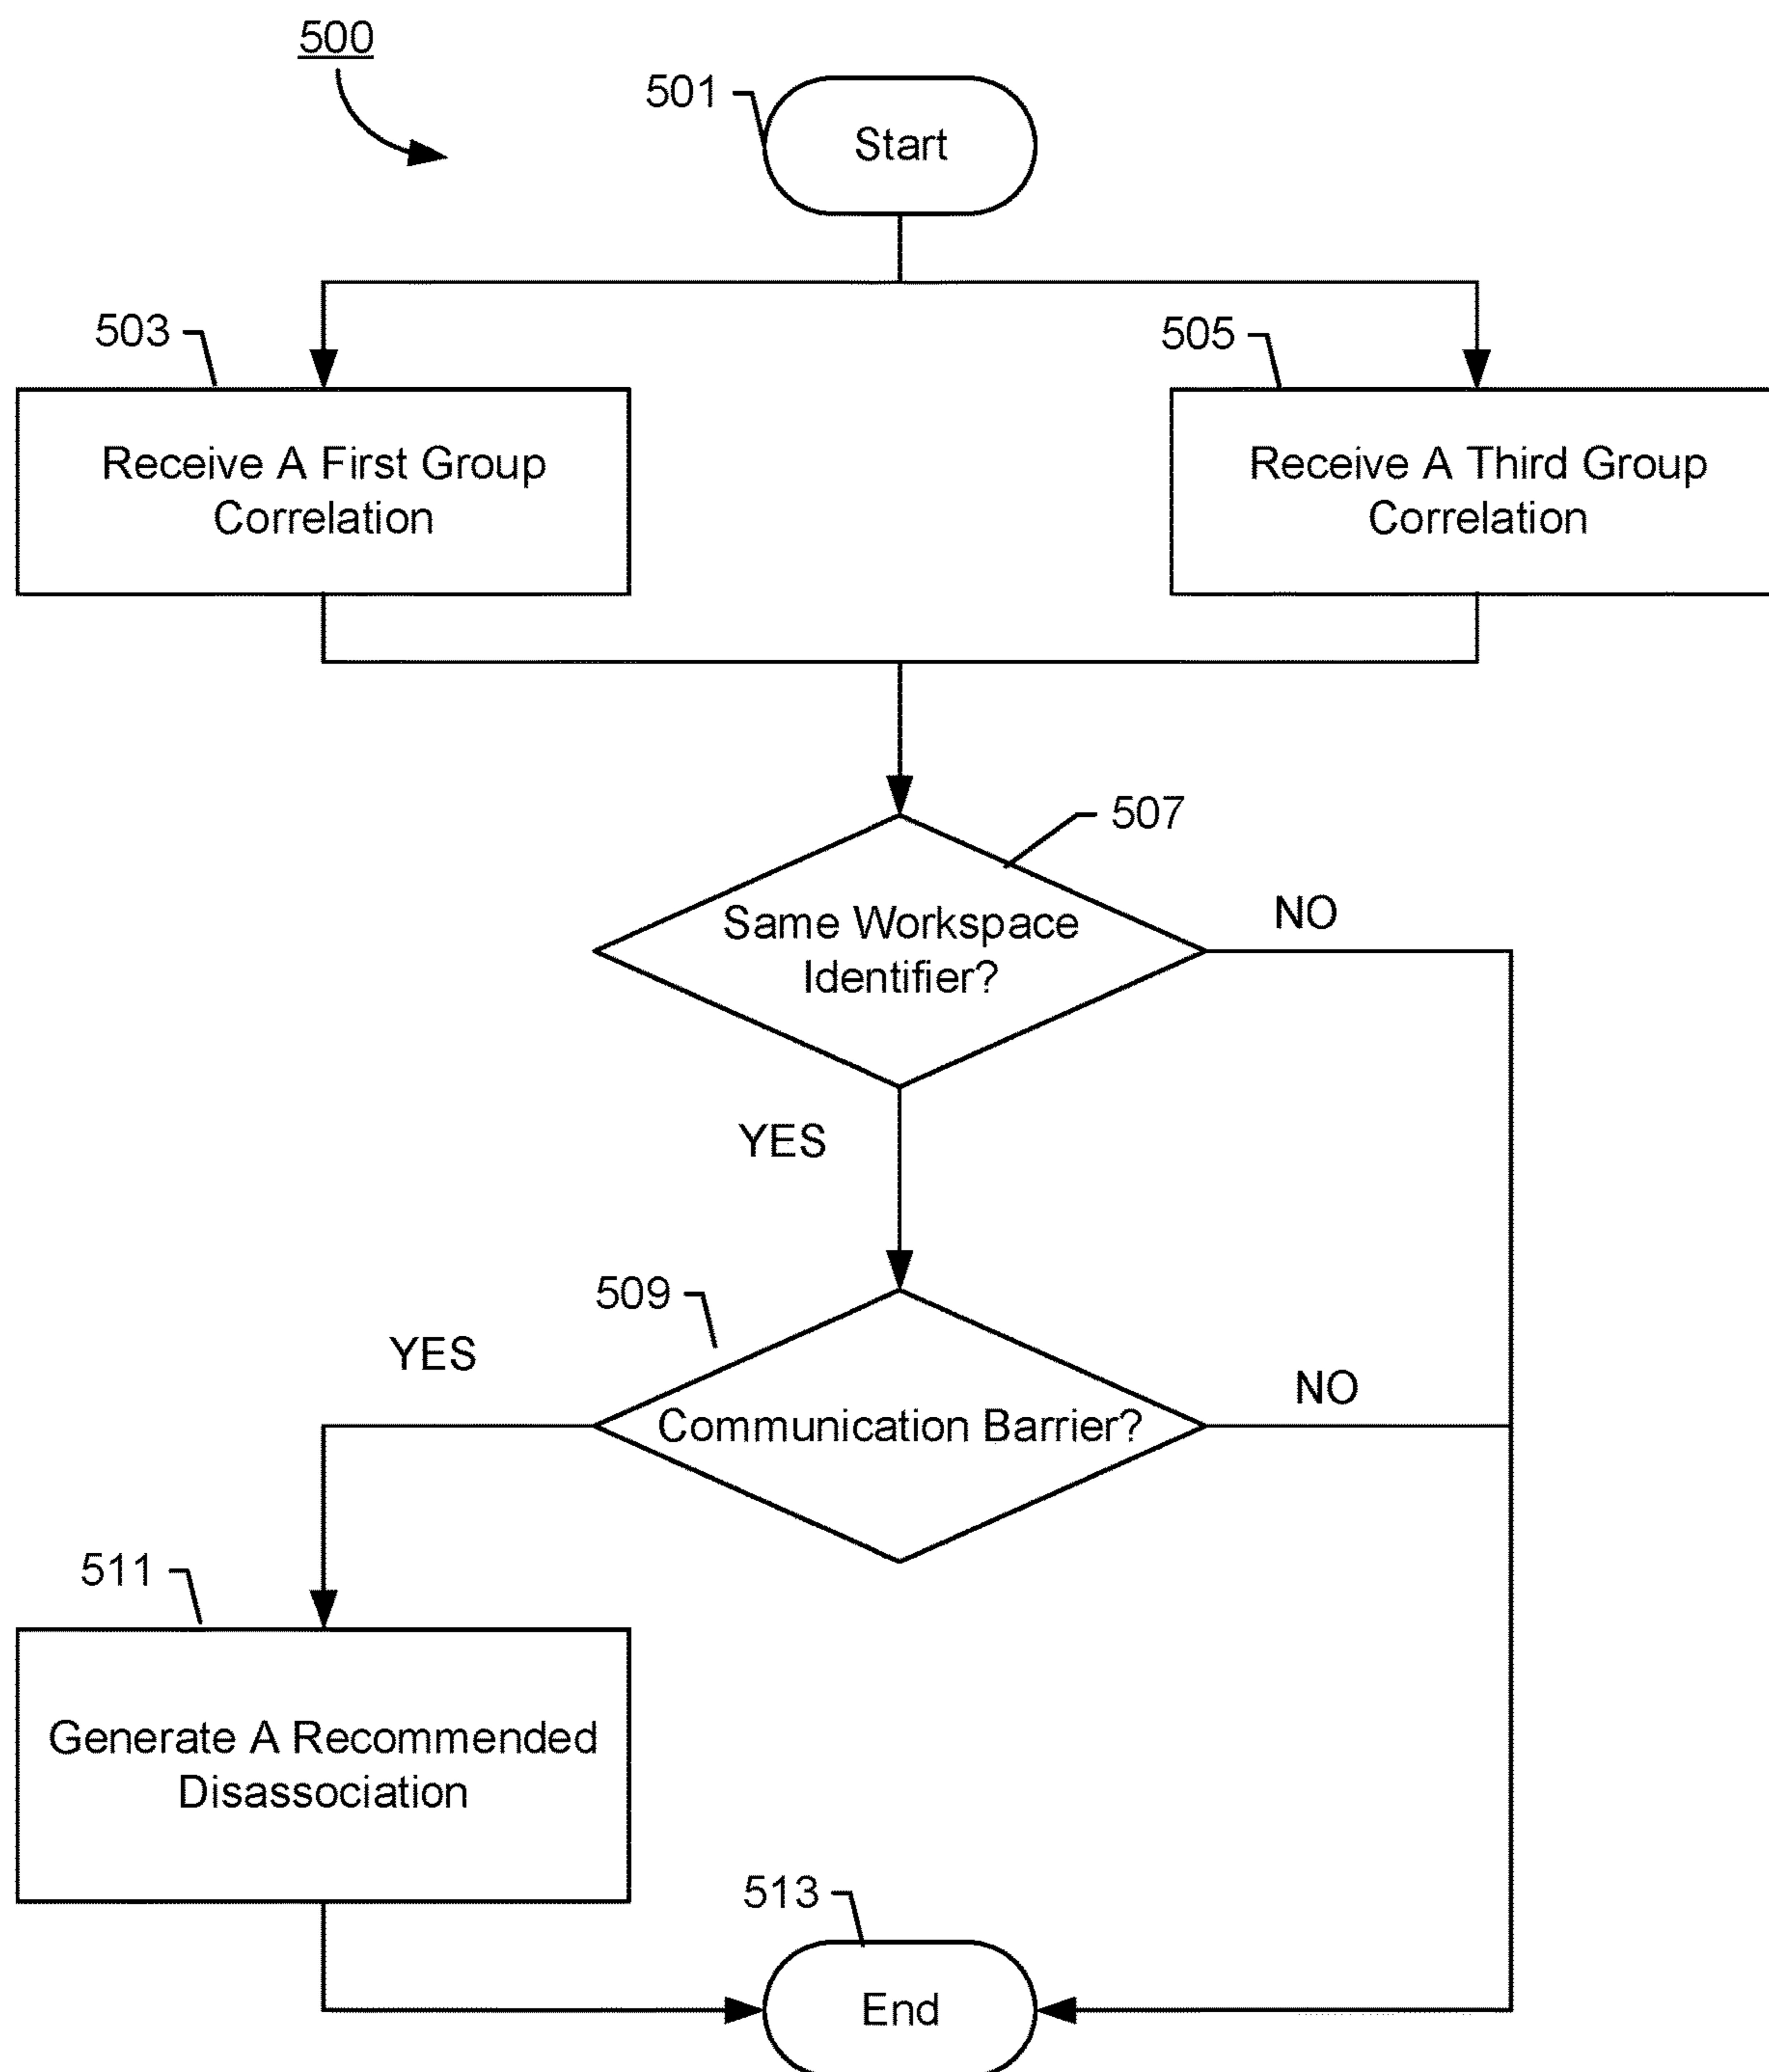 500
501
Start
503
505
Receive A First Group
Correlation
Receive A Third Group
Correlation
507
Same Workspace
Identifier?
NO
YES
509
YES
Communication Barrier?
NO
511
Generate A Recommended
Disassociation
513
End